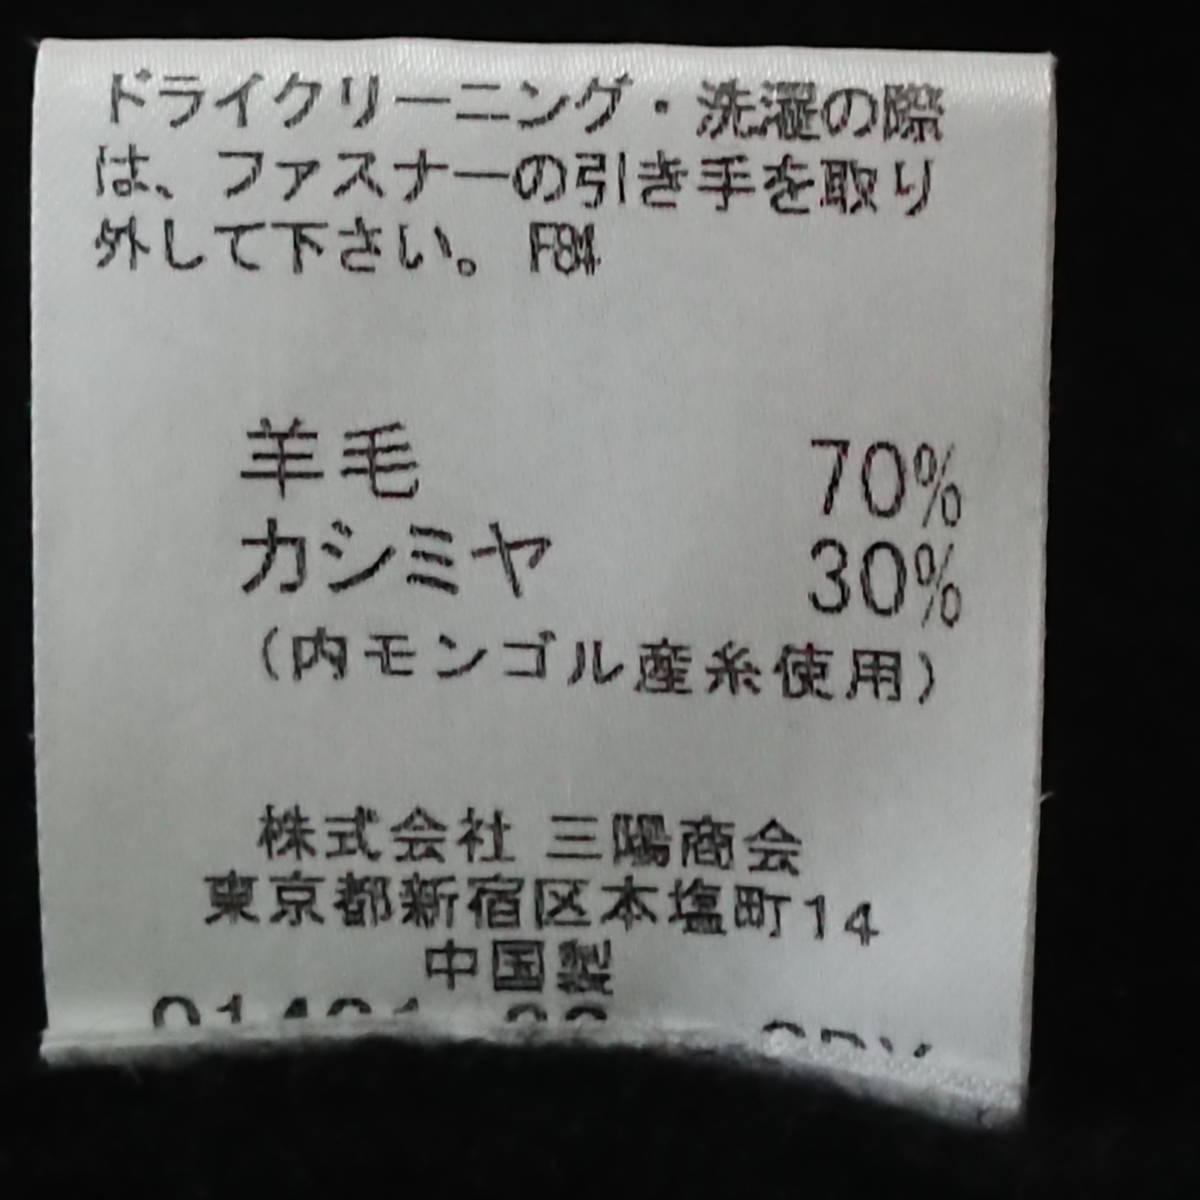 ドライクリーニング・洗濯の際
は、ファスナーの引き手を取り
外して下さい。
羊毛 70%
カシミヤ 30%
（内モンゴル産糸使用）
株式会社 三陽商会
東京都新宿区本塩町14
中国製